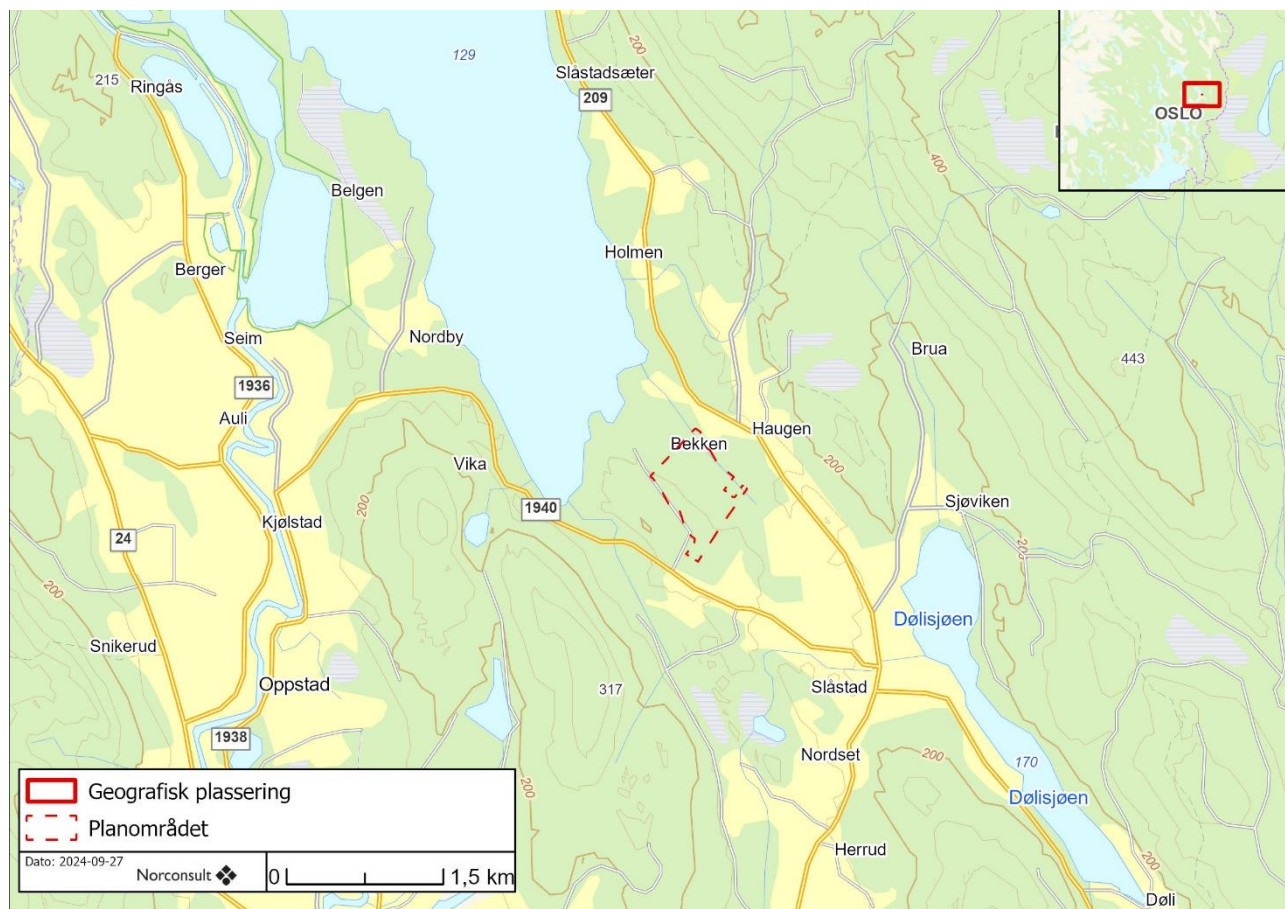 129
200
Slåstadsæter
209
215
Ringås
OSLO
400
Belgen
Holmen
Berger
Seim
Nordby
Brua
443
1936
Auli
Haugen
Bekken
200
Vika
200
1940
Sjøviken
Kjølstad
24
200
200
Dølisjøen
Snikerud
Oppstad
317
Slåstad
1938
Nordset
200
170
Dølisjøen
Herrud
200
Døli
Geografisk plassering
Planområdet
Dato: 2024-09-27
Norconsult
0 1,5 km